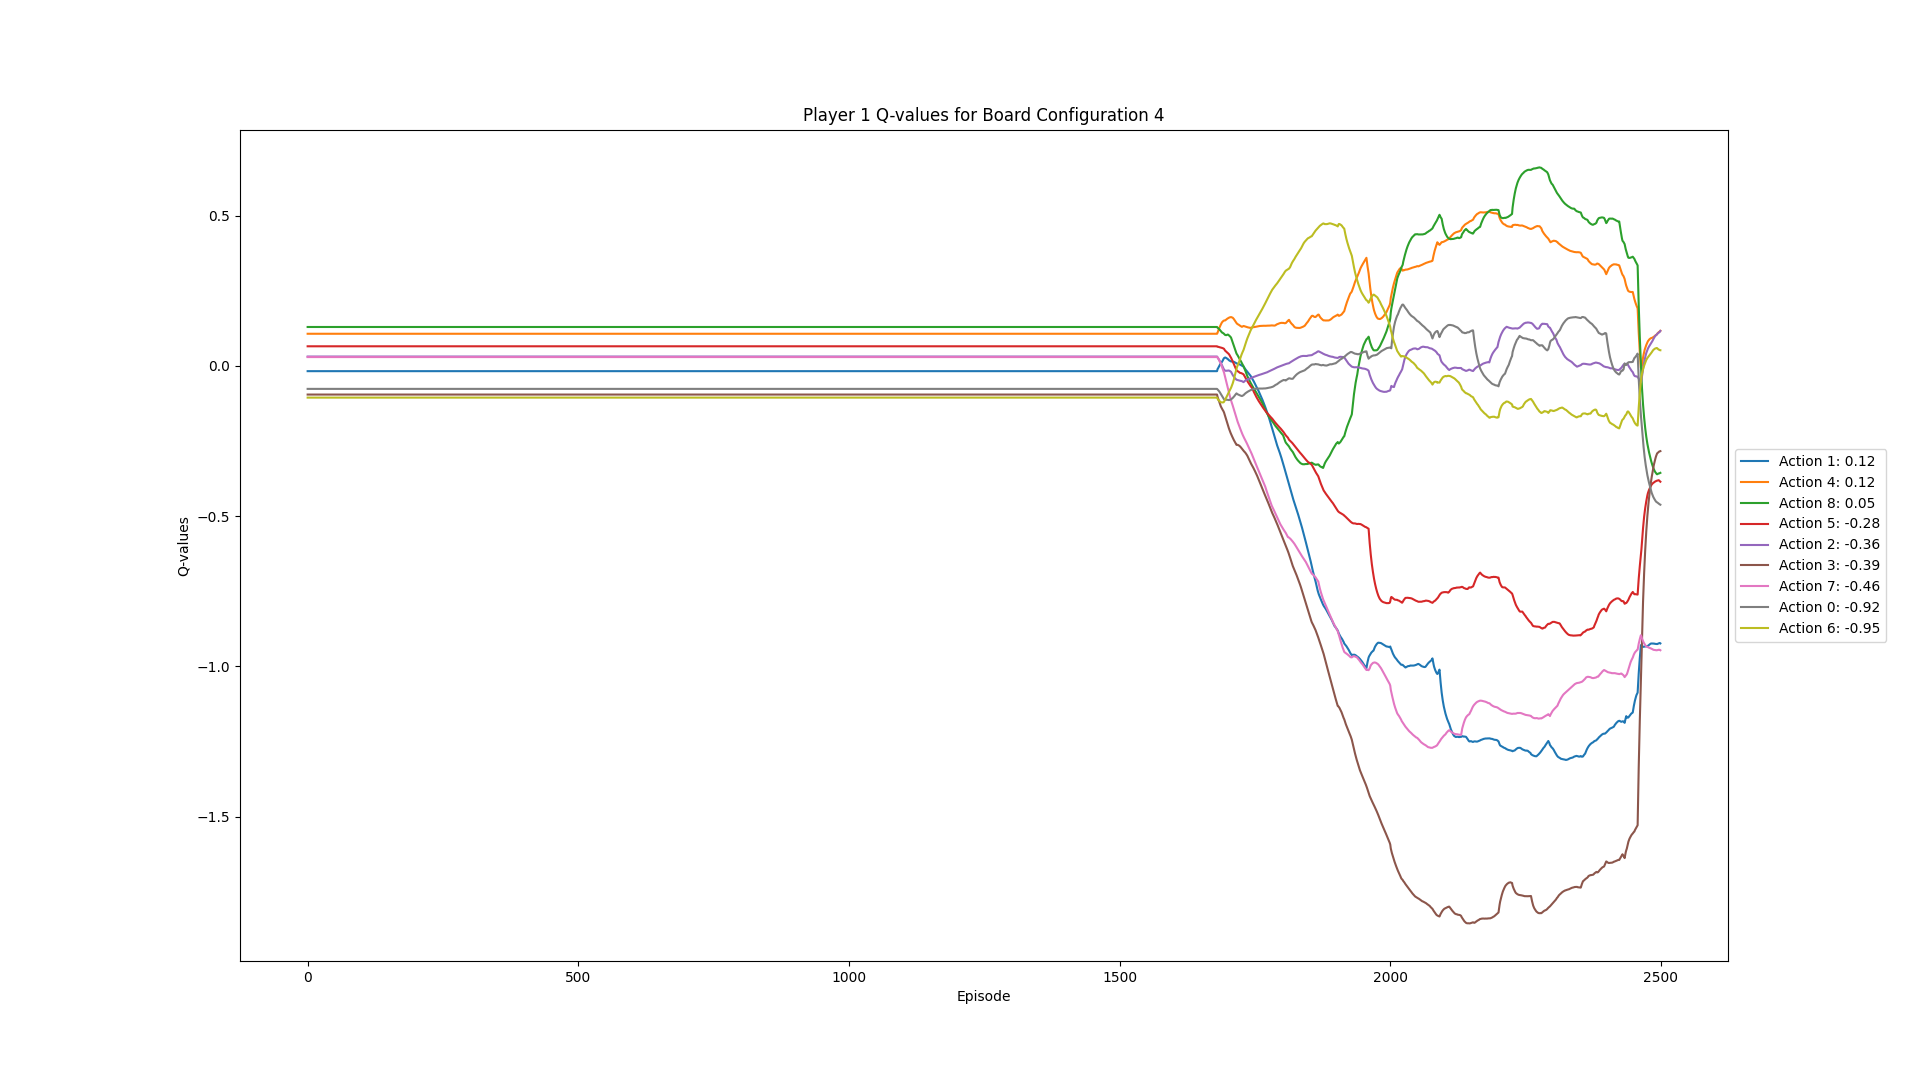 Player 1 Q-values for Board Configuration 4
Q-values
0.5
0.0
−0.5
−1.0
−1.5
0
500
1000
1500
2000
2500
Episode
Action 1: 0.12
Action 4: 0.12
Action 8: 0.05
Action 5: -0.28
Action 2: -0.36
Action 3: -0.39
Action 7: -0.46
Action 0: -0.92
Action 6: -0.95